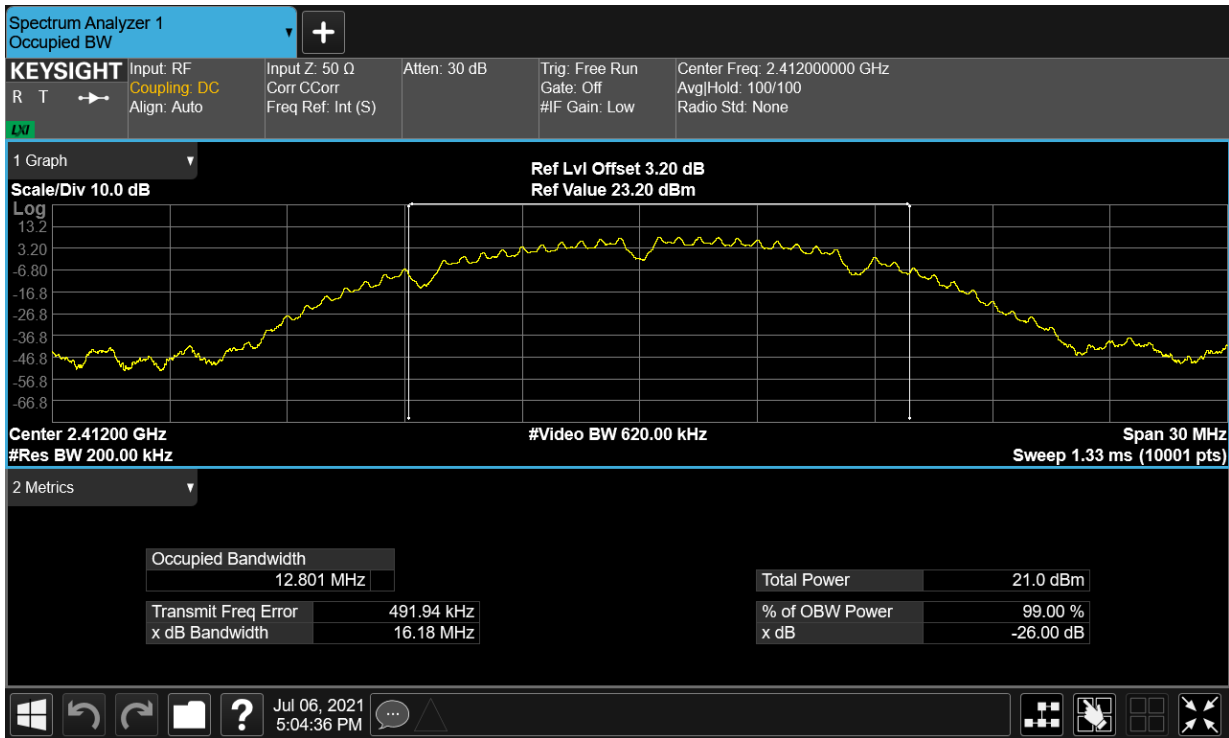 Spectrum Analyzer 1
Occupied BW
KEYSIGHT
R T
LXI
Input: RF
Coupling: DC
Align: Auto
Input Z: 50 Ω
Corr CCorr
Freq Ref: Int (S)
Atten: 30 dB
Trig: Free Run
Gate: Off
#IF Gain: Low
Center Freq: 2.412000000 GHz
Avg|Hold: 100/100
Radio Std: None
1 Graph
Scale/Div 10.0 dB
Ref Lvl Offset 3.20 dB
Ref Value 23.20 dBm
Log
13.2
3.20
-6.80
-16.8
-26.8
-36.8
-46.8
-56.8
-66.8
Center 2.41200 GHz
#Video BW 620.00 kHz
Span 30 MHz
#Res BW 200.00 kHz
Sweep 1.33 ms (10001 pts)
2 Metrics
Occupied Bandwidth
12.801 MHz
Total Power 21.0 dBm
Transmit Freq Error 491.94 kHz
% of OBW Power 99.00 %
x dB Bandwidth 16.18 MHz
x dB -26.00 dB
?
Jul 06, 2021
5:04:36 PM